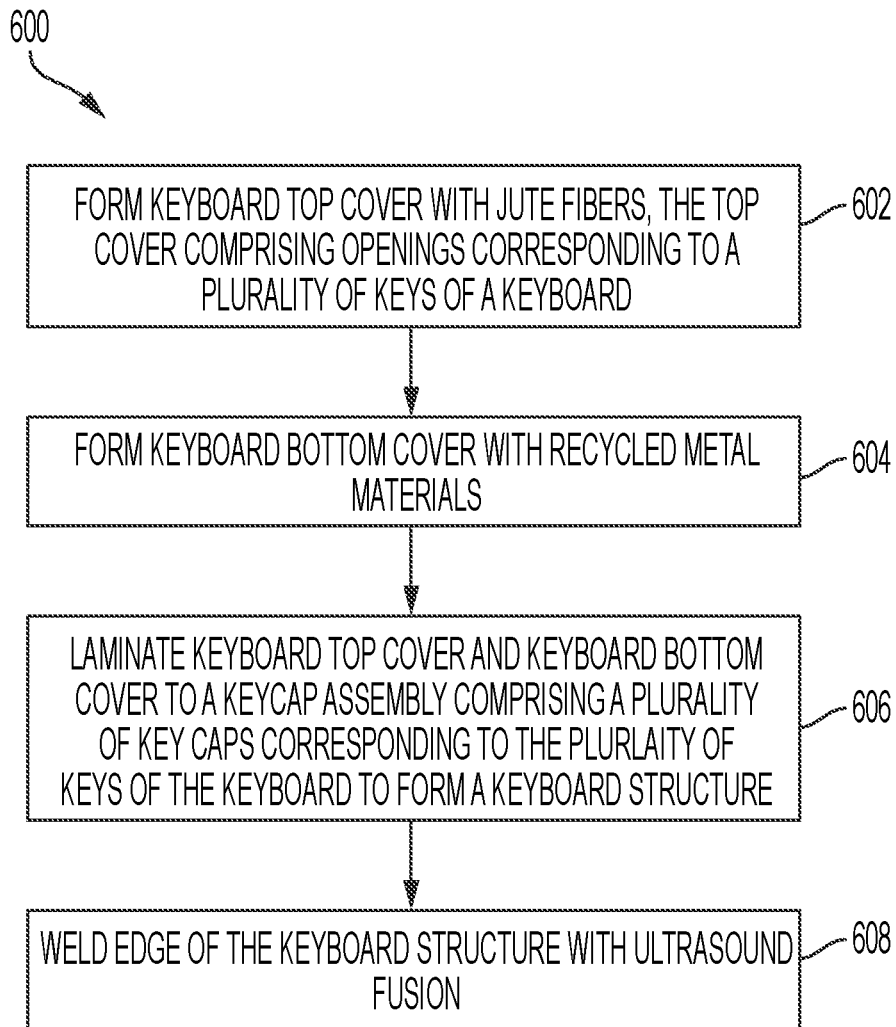 600
FORM KEYBOARD TOP COVER WITH JUTE FIBERS, THE TOP
COVER COMPRISING OPENINGS CORRESPONDING TO A
PLURALITY OF KEYS OF A KEYBOARD
602
FORM KEYBOARD BOTTOM COVER WITH RECYCLED METAL
MATERIALS
604
LAMINATE KEYBOARD TOP COVER AND KEYBOARD BOTTOM
COVER TO A KEYCAP ASSEMBLY COMPRISING A PLURALITY
OF KEY CAPS CORRESPONDING TO THE PLURLAITY OF
KEYS OF THE KEYBOARD TO FORM A KEYBOARD STRUCTURE
606
WELD EDGE OF THE KEYBOARD STRUCTURE WITH ULTRASOUND
FUSION
608